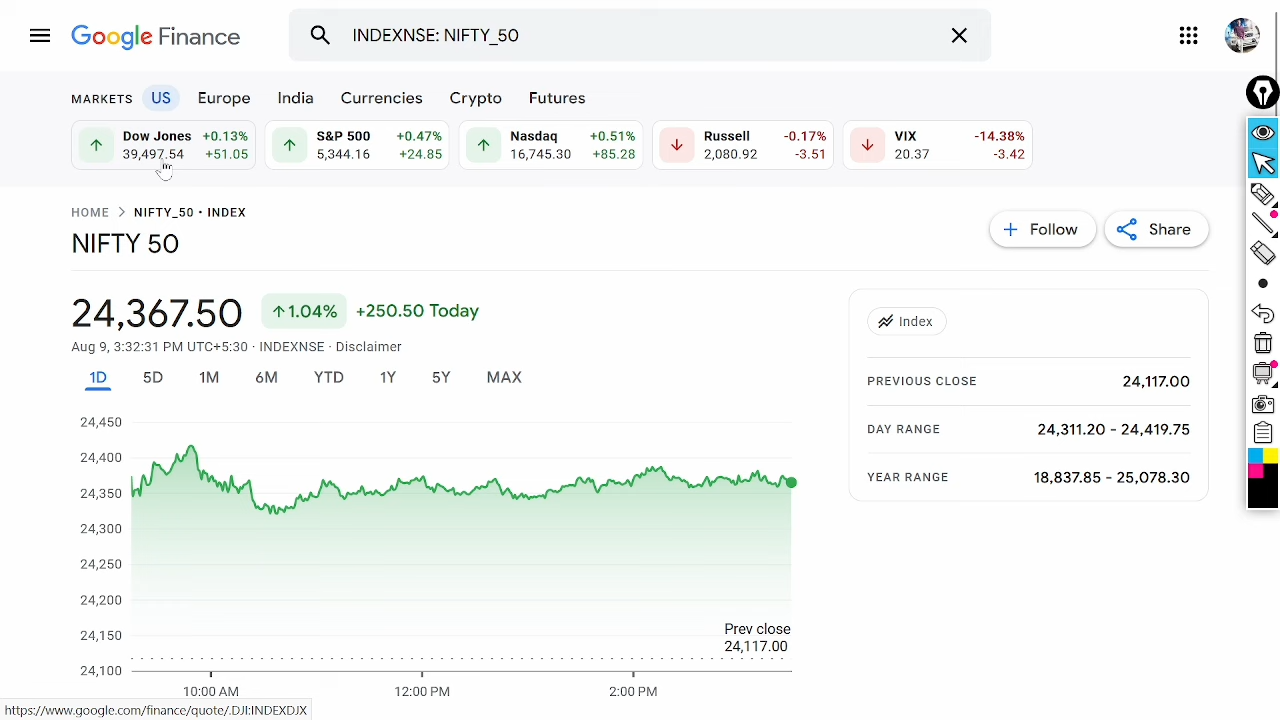 Google Finance
INDEXNSE: NIFTY_50
MARKETS US Europe India Currencies Crypto Futures
Dow Jones +0.13% S&P 500 +0.47% Nasdaq +0.51% Russell -0.17% VIX -14.38%
39,497.54 +51.05 5,344.16 +24.85 16,745.30 +85.28 2,080.92 -3.51 20.37 -3.42
HOME > NIFTY_50 • INDEX
NIFTY 50
Follow Share
24,367.50 ↑1.04% +250.50 Today
Aug 9, 3:32:31 PM UTC+5:30 · INDEXNSE · Disclaimer
1D 5D 1M 6M YTD 1Y 5Y MAX
24,450
24,400
24,350
24,300
24,250
24,200
24,150
24,100
Prev close
24,117.00
10:00 AM 12:00 PM 2:00 PM
Index
PREVIOUS CLOSE 24,117.00
DAY RANGE 24,311.20 - 24,419.75
YEAR RANGE 18,837.85 - 25,078.30
https://www.google.com/finance/quote/.DJI:INDEXDJX